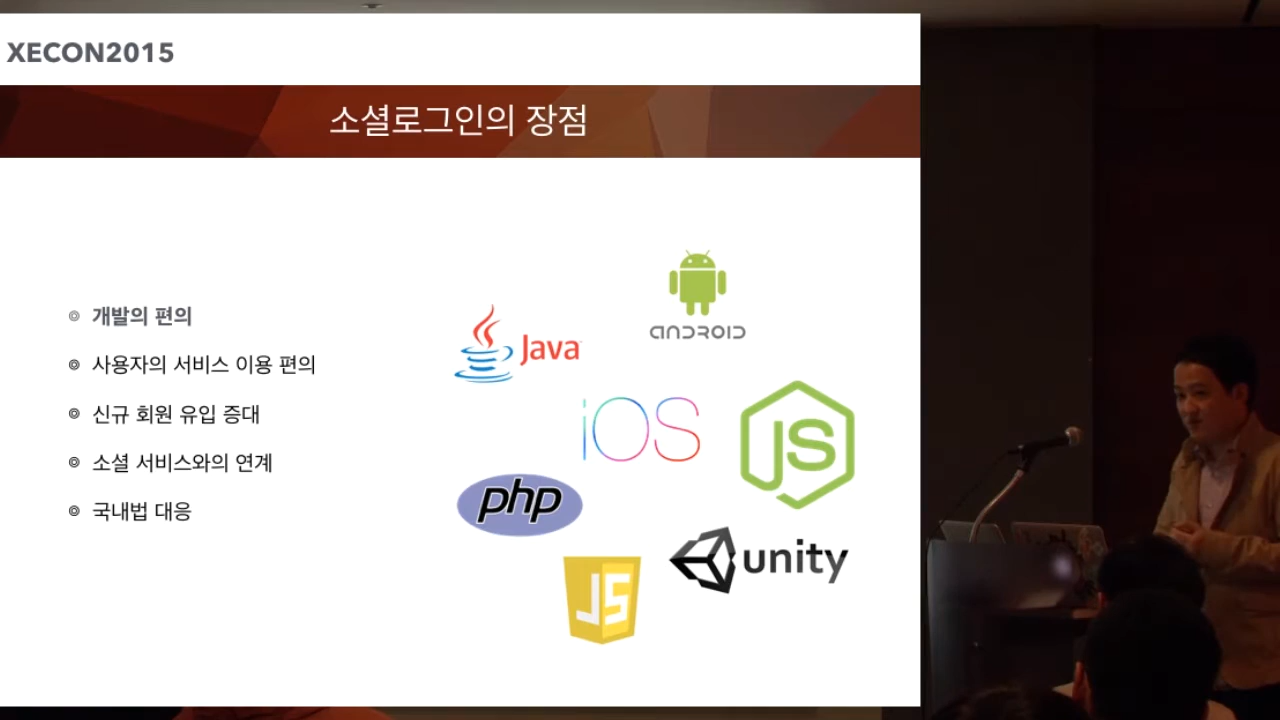 XECON2015
소셜로그인의 장점
개발의 편의
사용자의 서비스 이용 편의
신규 회원 유입 증대
소셜 서비스와의 연계
국내법 대응
ANDROID
Java
iOS
JS
php
unity
JS